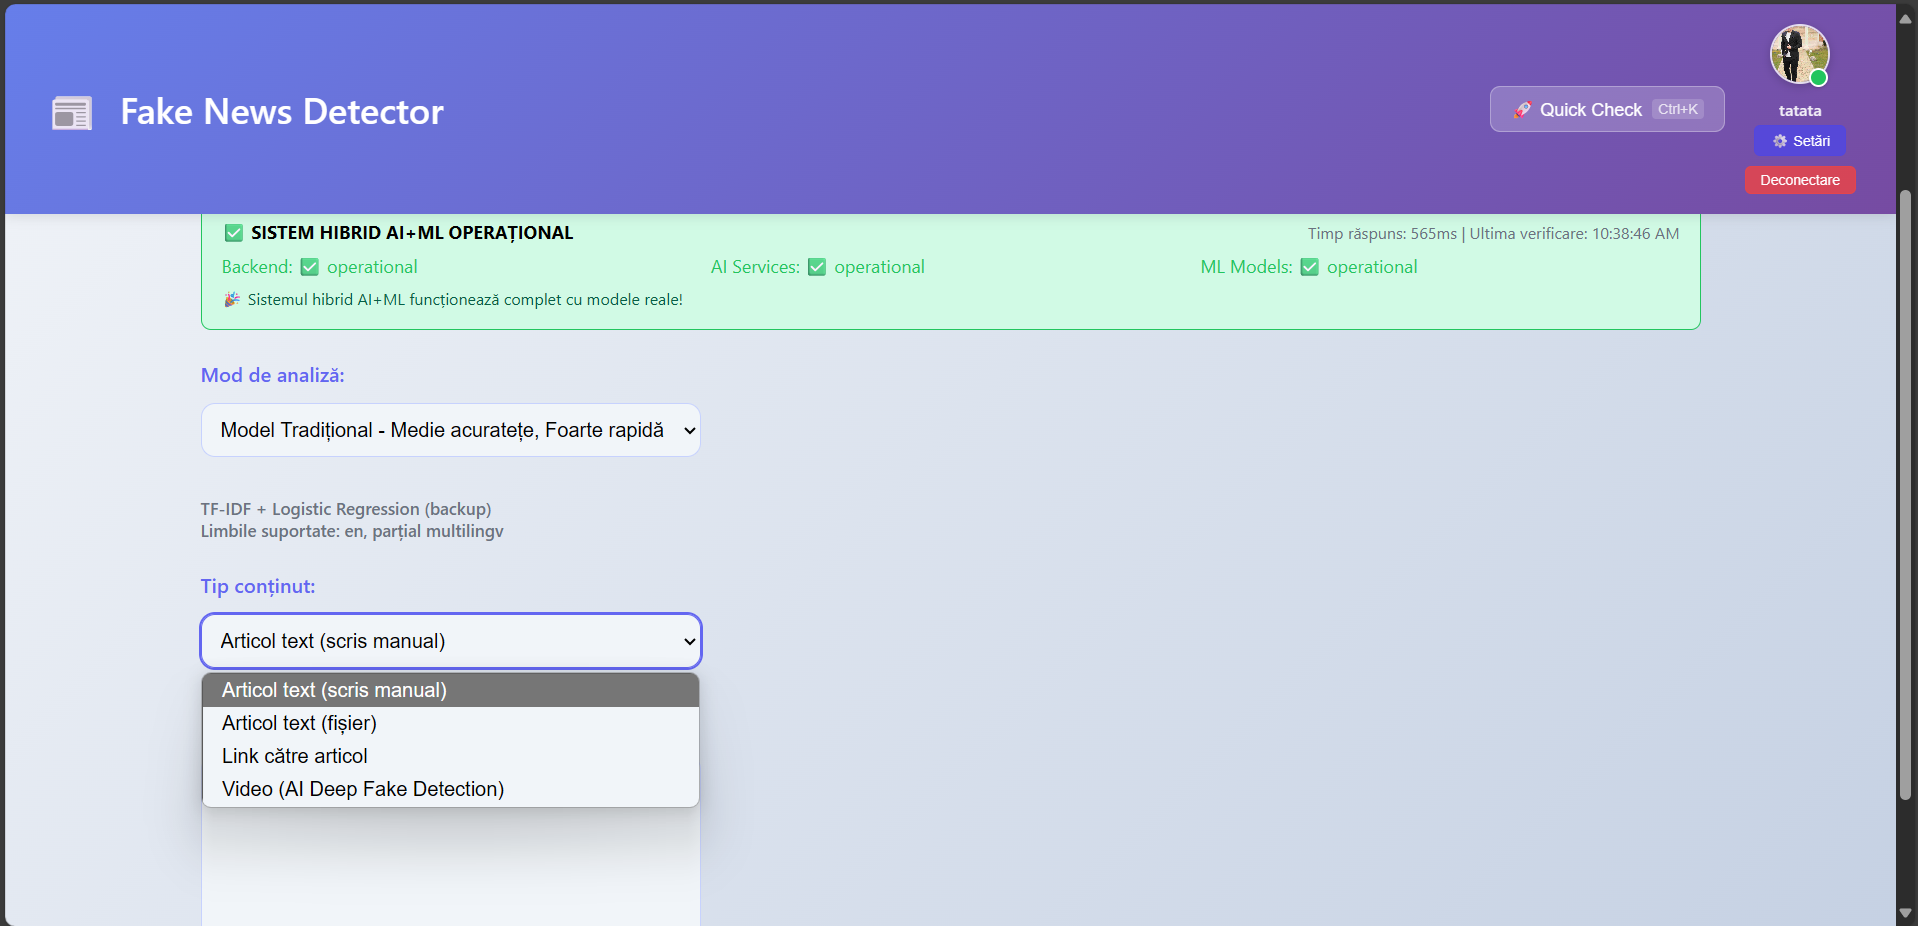 Fake News Detector
Quick Check Ctrl+K
tatata
Setări
Deconectare
SISTEM HIBRID AI+ML OPERAȚIONAL
Timp răspuns: 565ms | Ultima verificare: 10:38:46 AM
Backend: operational
AI Services: operational
ML Models: operational
Sistemul hibrid AI+ML funcționează complet cu modele reale!
Mod de analiză:
Model Tradițional - Medie acuratețe, Foarte rapidă
TF-IDF + Logistic Regression (backup)
Limbile suportate: en, parțial multilingv
Tip conținut:
Articol text (scris manual)
Articol text (scris manual)
Articol text (fișier)
Link către articol
Video (AI Deep Fake Detection)